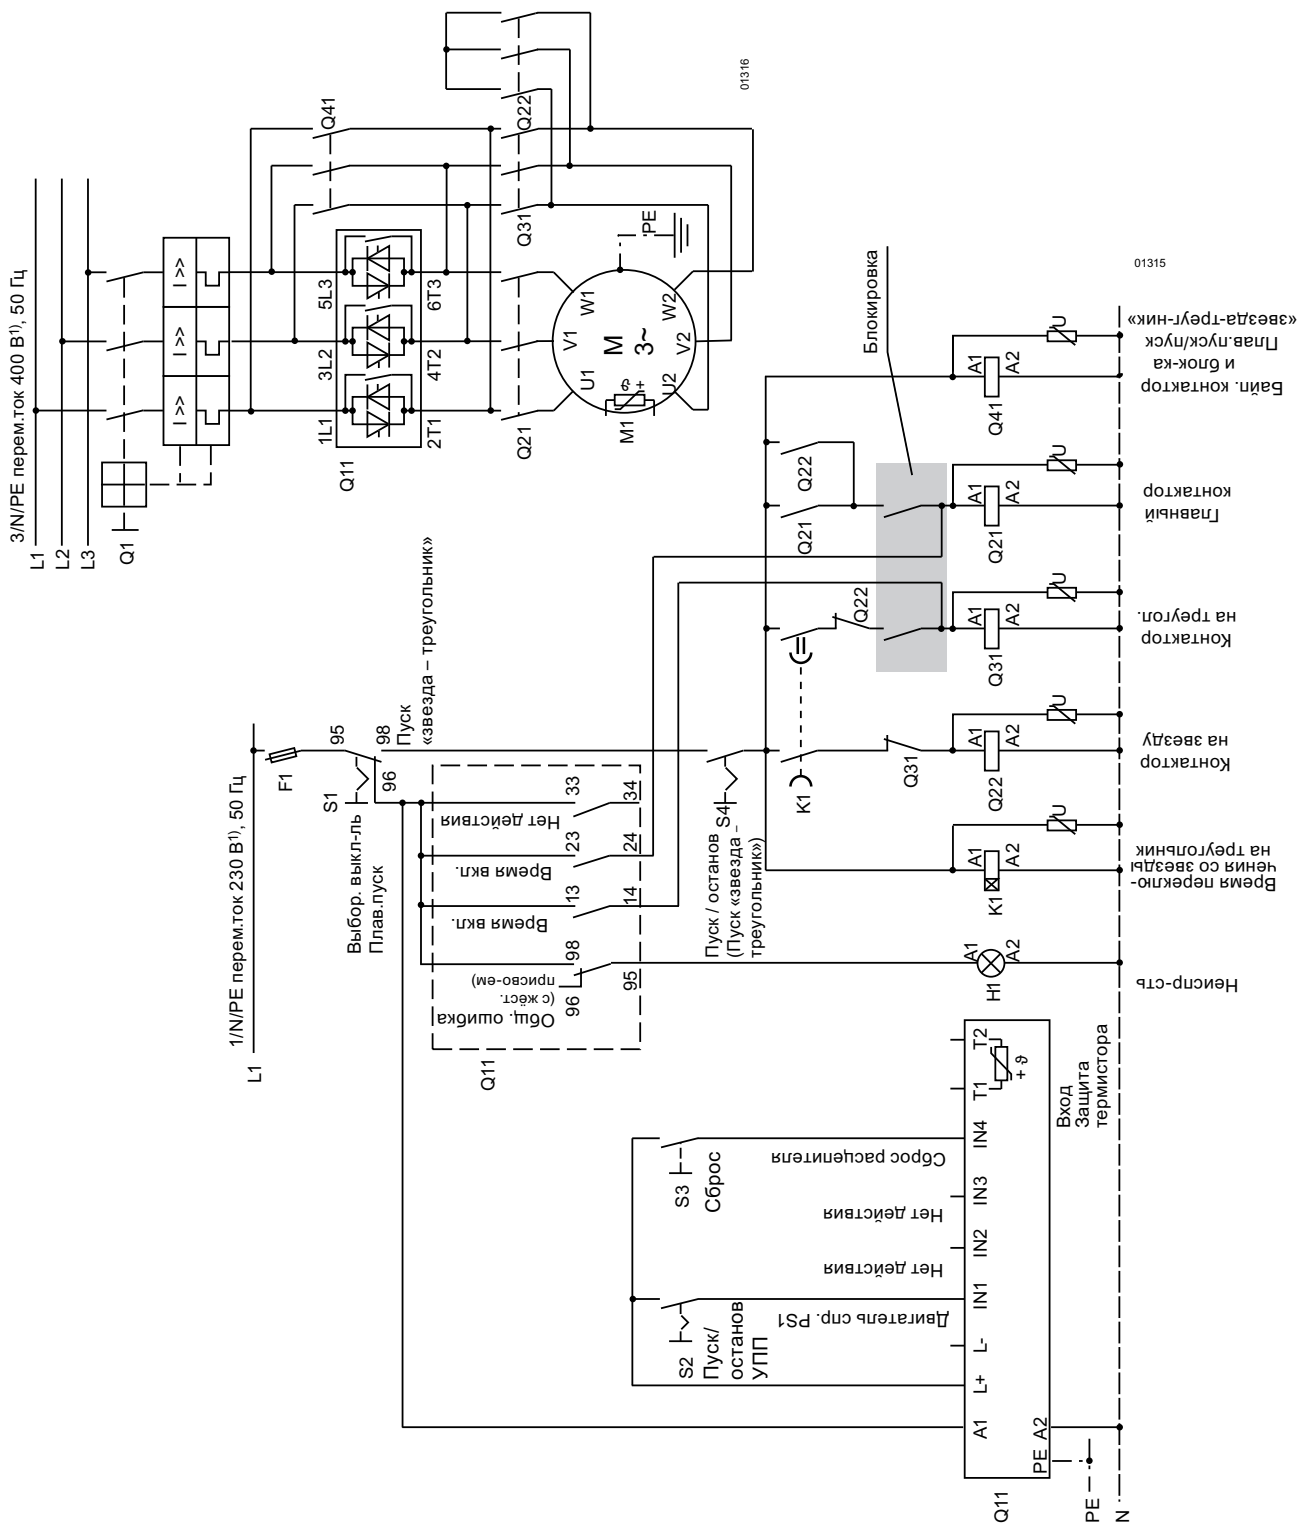 3/N/PE перем.ток 400 В1), 50 Гц
L1
L2
L3
Q1
I>>
I>>
I>>
Q41
Q22
Q31
01316
1L1
3L2
5L3
Q11
2T1
4T2
6T3
Q21
U1
V1
W1
M
3~
U2
V2
W2
+ϑ
M1
PE
1/N/PE перем.ток 230 В1), 50 Гц
L1
F1
S1
95
96
98
Выбор. выкл-ль
Плав.пуск
Пуск
«звезда – треугольник»
Q11
Общ. ошибка
(с жёст.
присво-ем)
96
98
95
Время вкл.
13
14
Время вкл.
23
24
Нет действия
33
34
Пуск / останов
(Пуск «звезда –
треугольник»)
S4
K1
Q31
Q22
Q21
Q22
Блокировка
H1
A1
A2
K1
A1
A2
U
Q22
A1
A2
U
Q31
A1
A2
U
Q21
A1
A2
U
Q41
A1
A2
U
Неиспр-сть
Время переклю-
чения со звезды
на треугольник
Контактор
на звезду
Контактор
на треугол.
Главный
контактор
Байп. контактор
и блок-ка
Плав.пуск/пуск
«звезда-треуг-ник»
01315
S2
Пуск/
останов
УПП
Двигатель спр. PS1
Нет действия
Нет действия
S3
Сброс
Сброс расцепителя
Q11
A1
L+
L-
IN1
IN2
IN3
IN4
T1
T2
+ϑ
PE
A2
Вход
Защита
термистора
PE
N